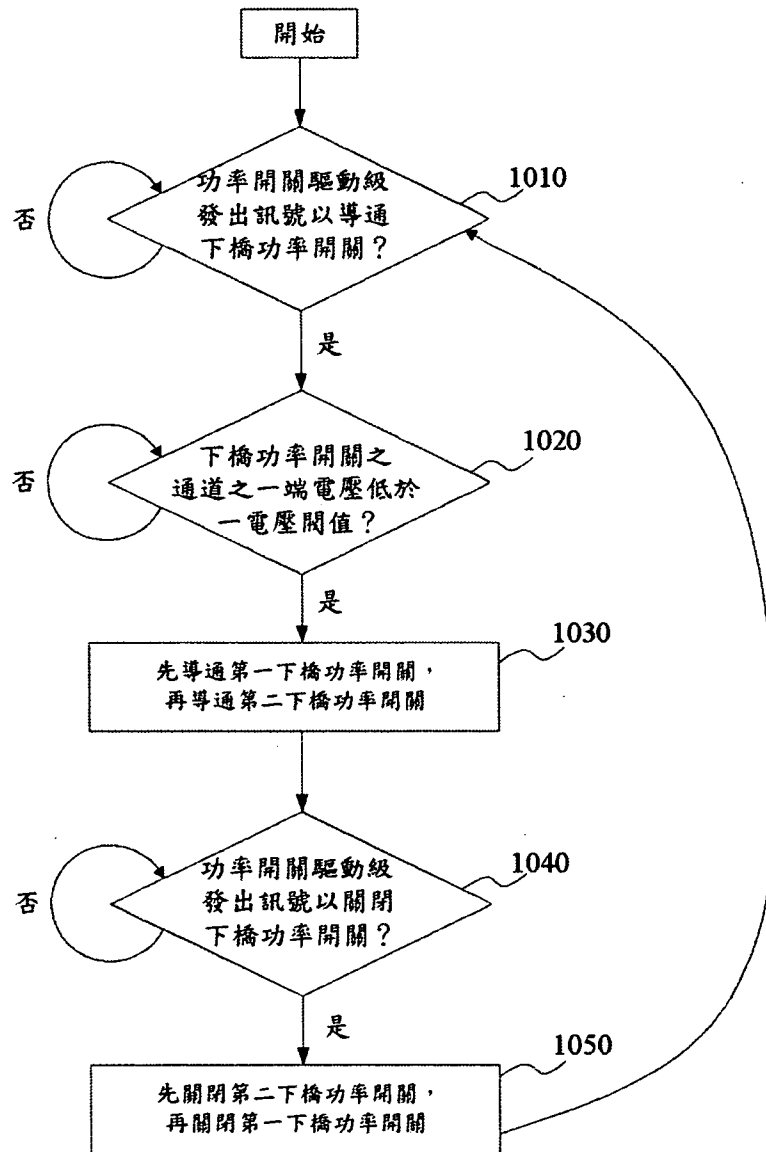 開始
功率開關驅動級
發出訊號以導通
下橋功率開關？
1010
否
是
下橋功率開關之
通道之一端電壓低於
一電壓閥值？
1020
否
是
先導通第一下橋功率開關，
再導通第二下橋功率開關
1030
功率開關驅動級
發出訊號以關閉
下橋功率開關？
1040
否
是
先關閉第二下橋功率開關，
再關閉第一下橋功率開關
1050